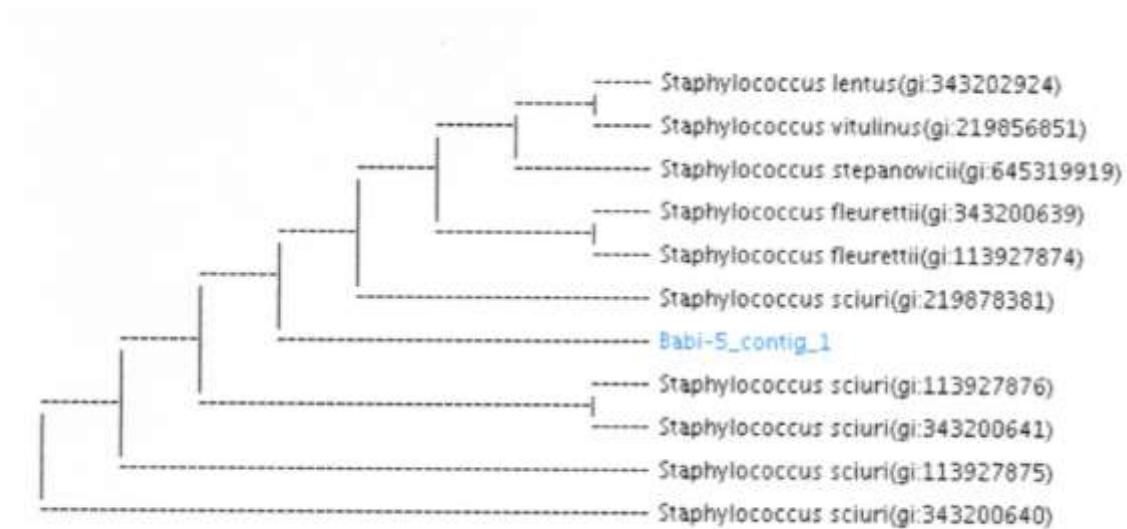 Staphylococcus lentus(gi:343202924)
Staphylococcus vitulinus(gi:219856851)
Staphylococcus stepanovicii(gi:645319919)
Staphylococcus fleurettii(gi:343200639)
Staphylococcus fleurettii(gi:113927874)
Staphylococcus sciuri(gi:219878381)
Babi-5_contig_1
Staphylococcus sciuri(gi:113927876)
Staphylococcus sciuri(gi:343200641)
Staphylococcus sciuri(gi:113927875)
Staphylococcus sciuri(gi:343200640)